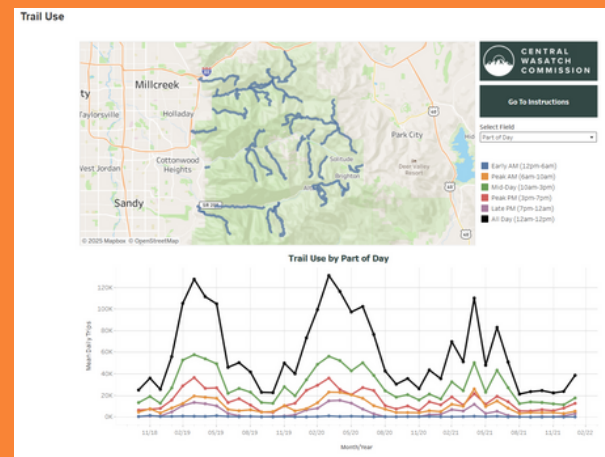 Trail Use
Millcreek
Taylorsville
Holladay
West Jordan
Cottonwood
Heights
Sandy
Park City
Solitude
Brighton
Deer Valley
Resort
© 2025 Mapbox © OpenStreetMap
CENTRAL
WASATCH
COMMISSION
Go To Instructions
Select Field
Part of Day
Early AM (12pm-6am)
Peak AM (6am-10am)
Mid-Day (10am-3pm)
Peak PM (3pm-7pm)
Late PM (7pm-12am)
All Day (12am-12pm)
Trail Use by Part of Day
Mean Daily Trips
120K
100K
80K
60K
40K
20K
0K
11/18 02/19 05/19 08/19 11/19 02/20 05/20 08/20 11/20 02/21 05/21 08/21 11/21 02/22
Month/Year